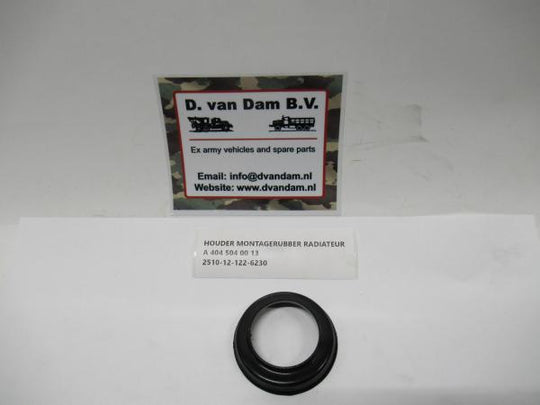 D. van Dam B.V.
Ex army vehicles and spare parts
Email: info@dvandam.nl
Website: www.dvandam.nl
HOUDER MONTAGERUBBER RADIATEUR
A 404 504 00 13
2510-12-122-6230